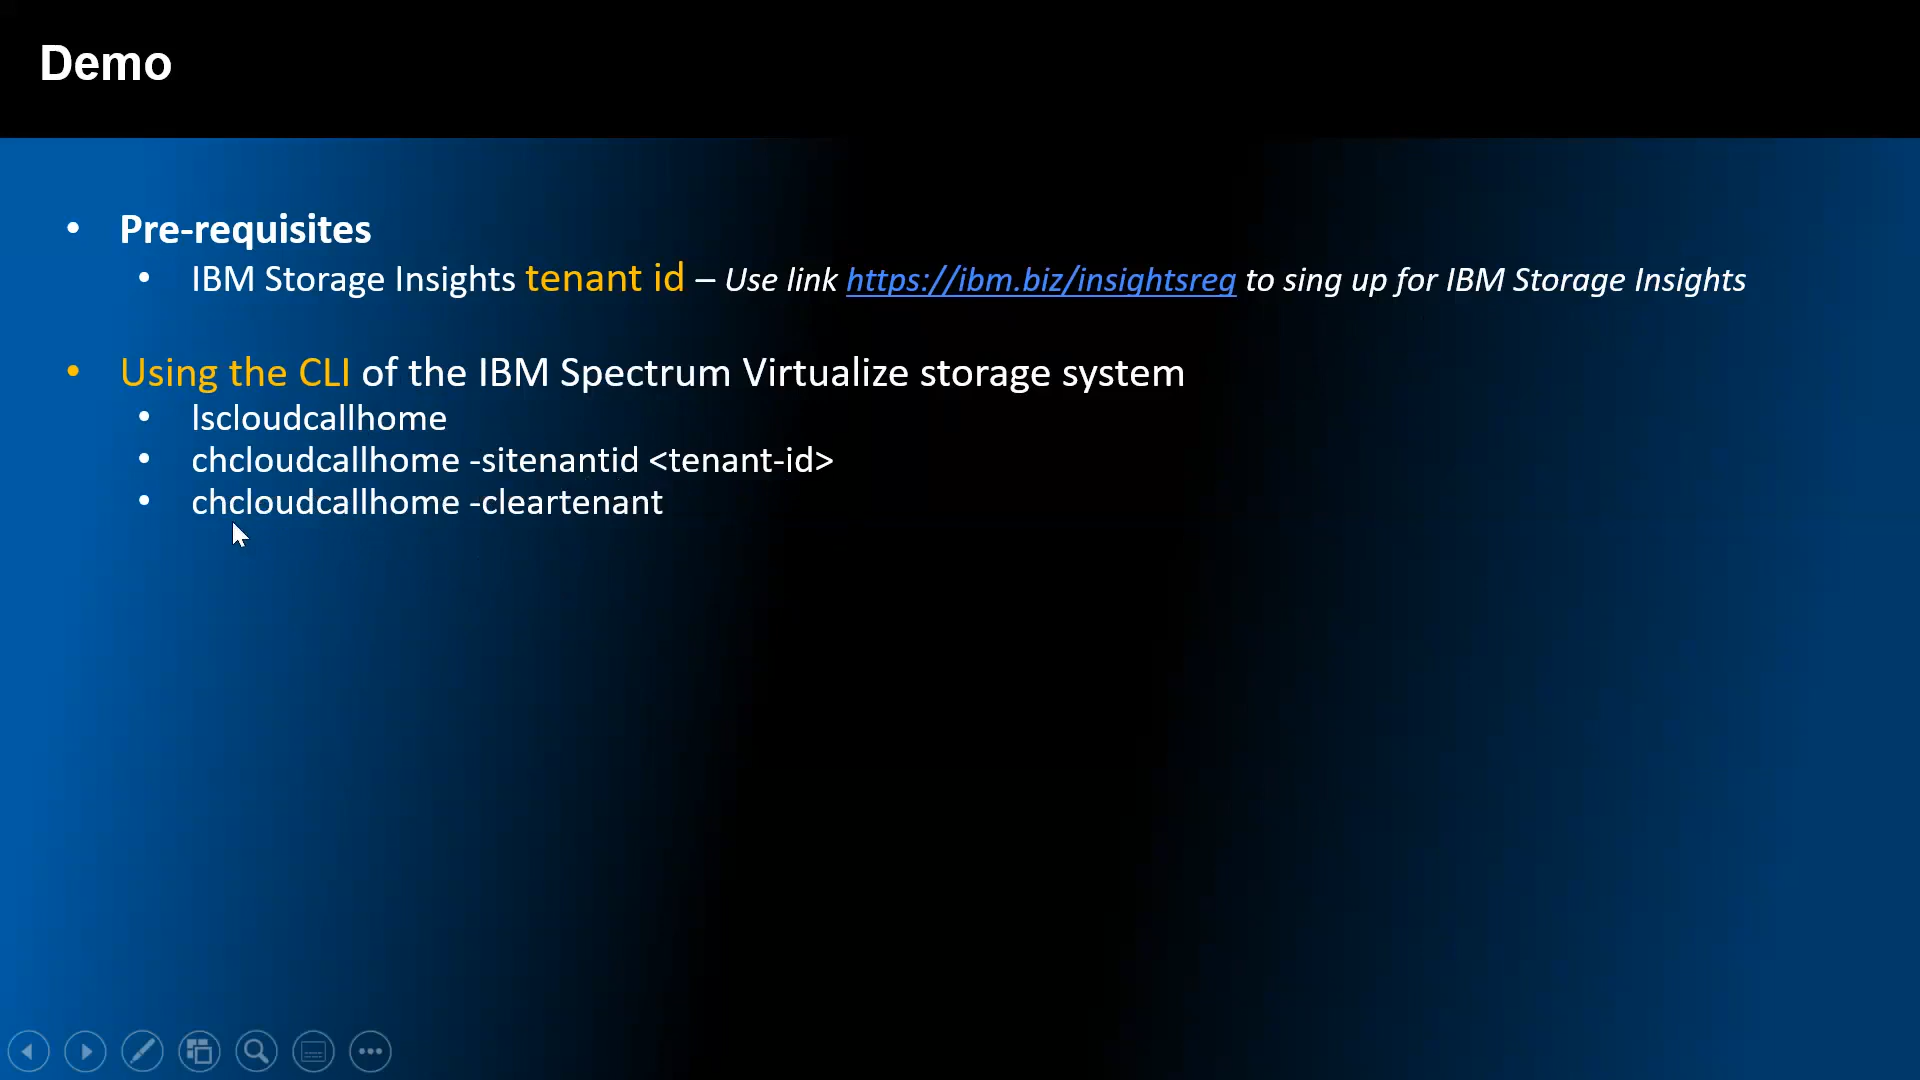 Demo
• Pre-requisites
• IBM Storage Insights tenant id – Use link https://ibm.biz/insightsreg to sing up for IBM Storage Insights
• Using the CLI of the IBM Spectrum Virtualize storage system
• lscloudcallhome
• chcloudcallhome -sitenantid <tenant-id>
• chcloudcallhome -cleartenant